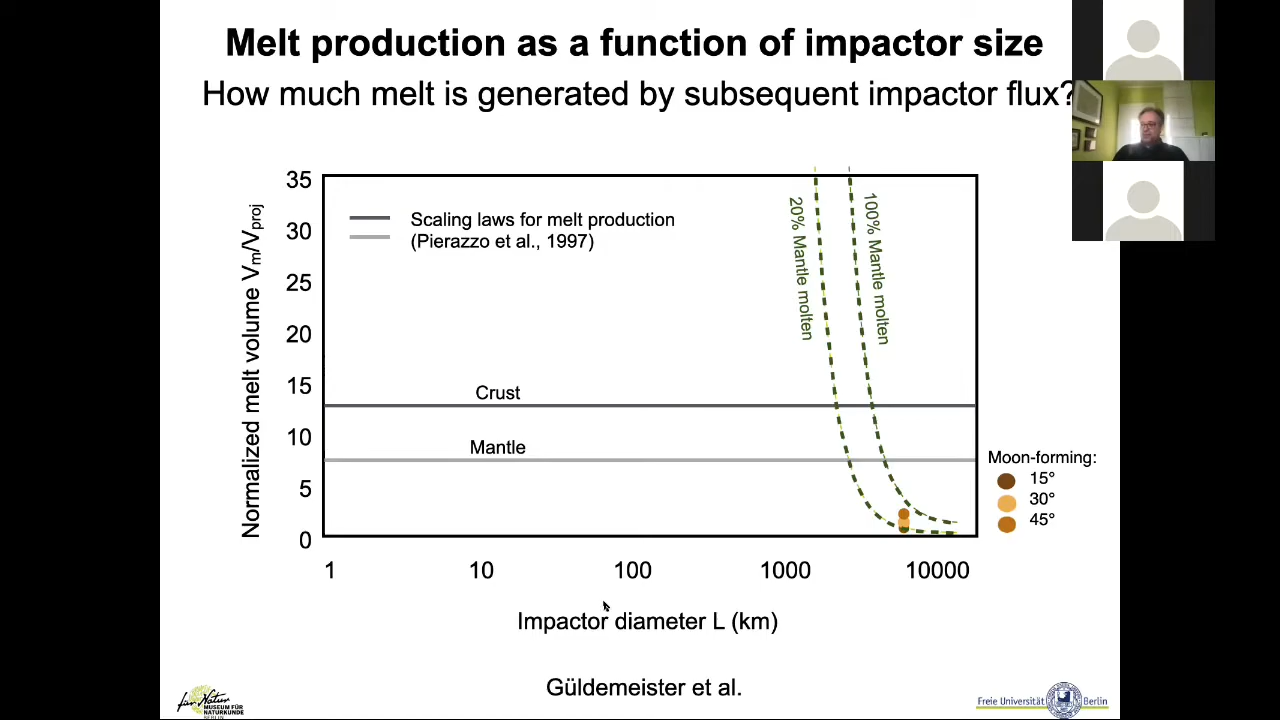 Melt production as a function of impactor size
How much melt is generated by subsequent impactor flux?
Normalized melt volume Vm/Vproj
35
30
25
20
15
10
5
0
Scaling laws for melt production
(Pierazzo et al., 1997)
20% Mantle molten
100% Mantle molten
Crust
Mantle
Moon-forming:
15°
30°
45°
1 10 100 1000 10000
Impactor diameter L (km)
Güldemeister et al.
für Natur
MUSEUM FÜR
NATURKUNDE
BERLIN
Freie Universität Berlin